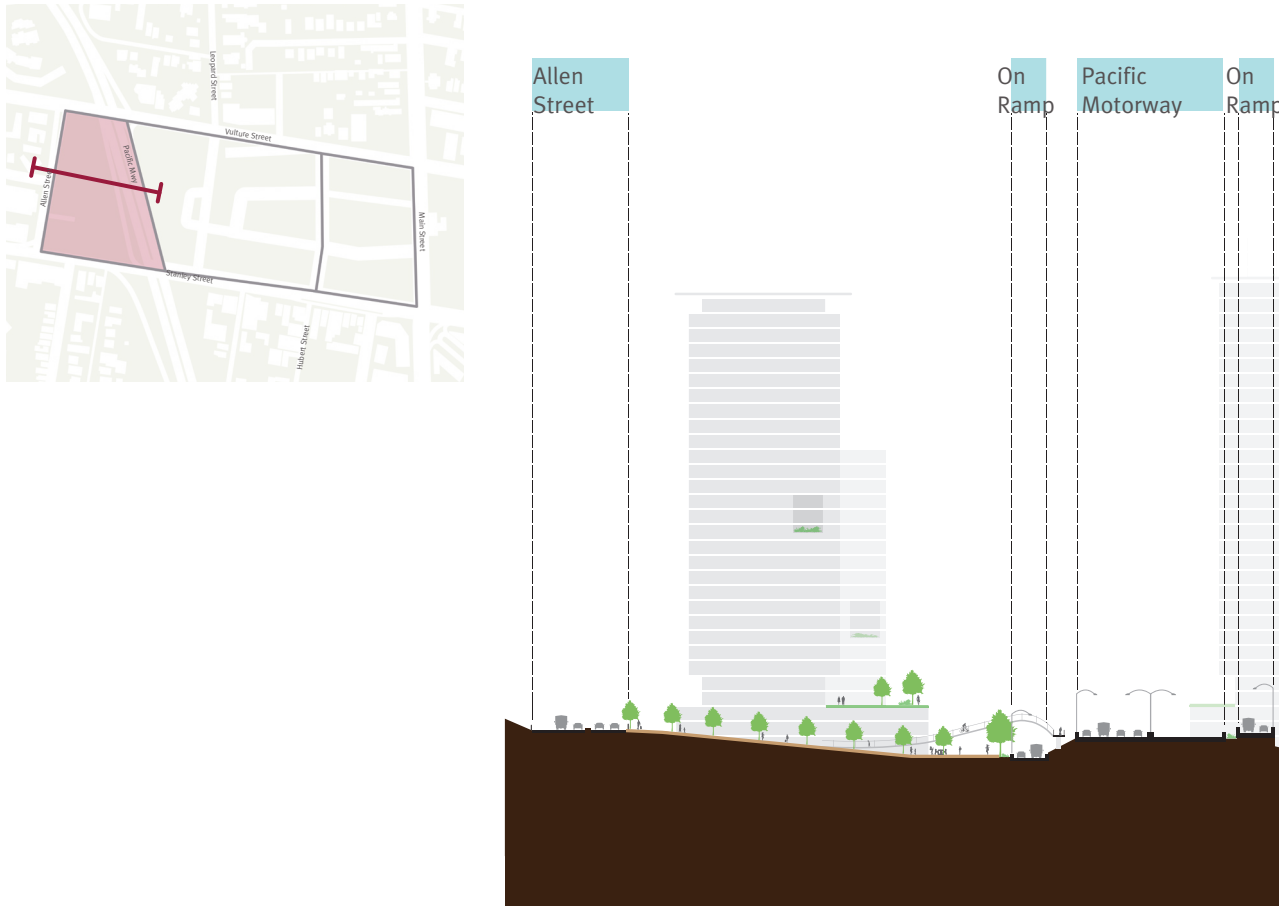 Leopard Street
Vulture Street
Pacific Mwy
Allen Street
Main Street
Stanley Street
Hubert Street
Allen
Street
On
Ramp
Pacific
Motorway
On
Ramp